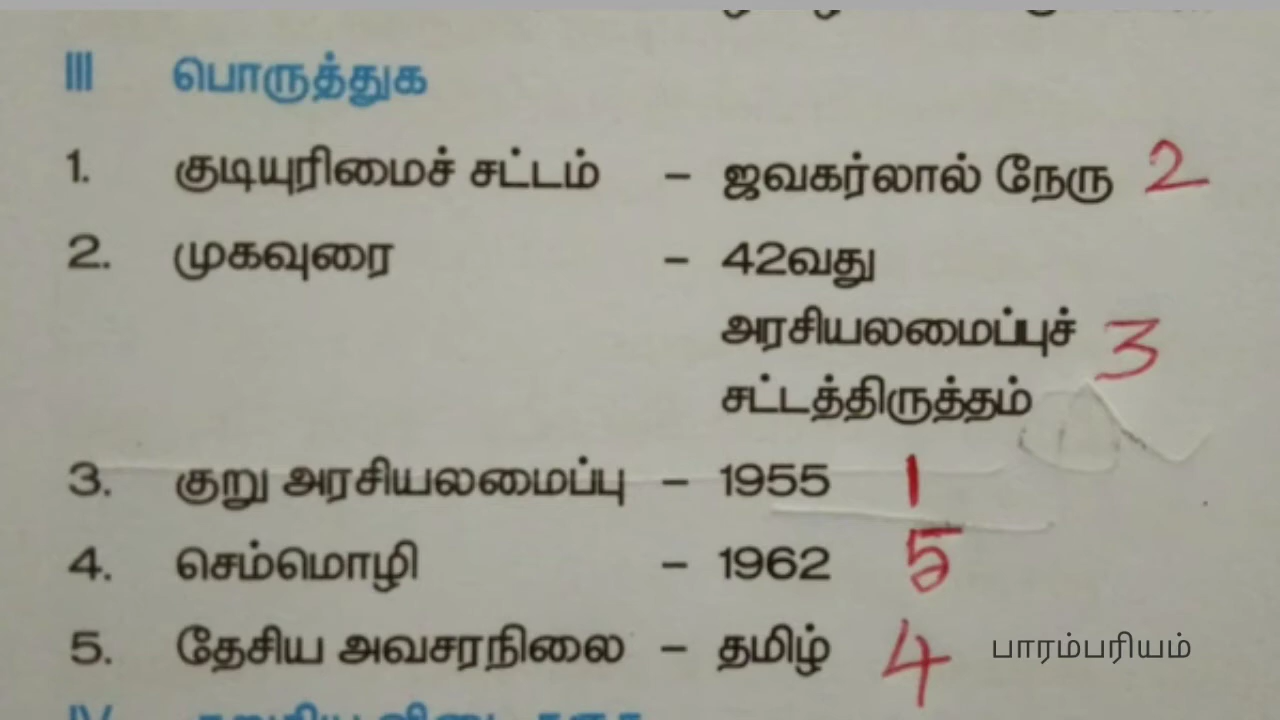 III பொருத்துக
1. குடியுரிமைச் சட்டம் – ஜவகர்லால் நேரு 2
2. முகவுரை – 42வது
அரசியலமைப்புச் 3
சட்டத்திருத்தம்
3. குறு அரசியலமைப்பு – 1955 1
4. செம்மொழி – 1962 5
5. தேசிய அவசரநிலை – தமிழ் 4 பாரம்பரியம்
IV